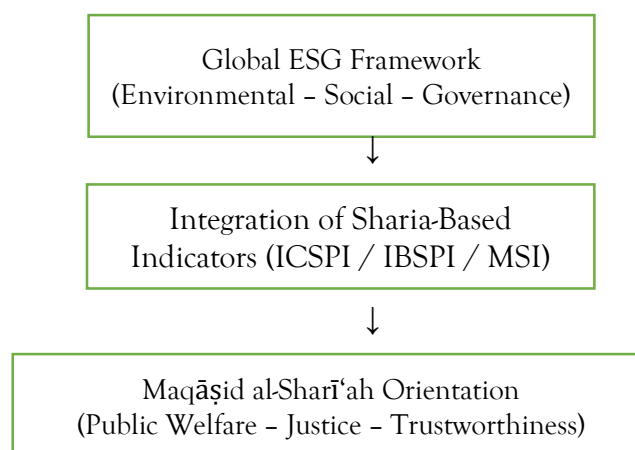 Global ESG Framework
(Environmental – Social – Governance)
↓
Integration of Sharia-Based
Indicators (ICSPI / IBSPI / MSI)
↓
Maqāṣid al-Sharī‘ah Orientation
(Public Welfare – Justice – Trustworthiness)